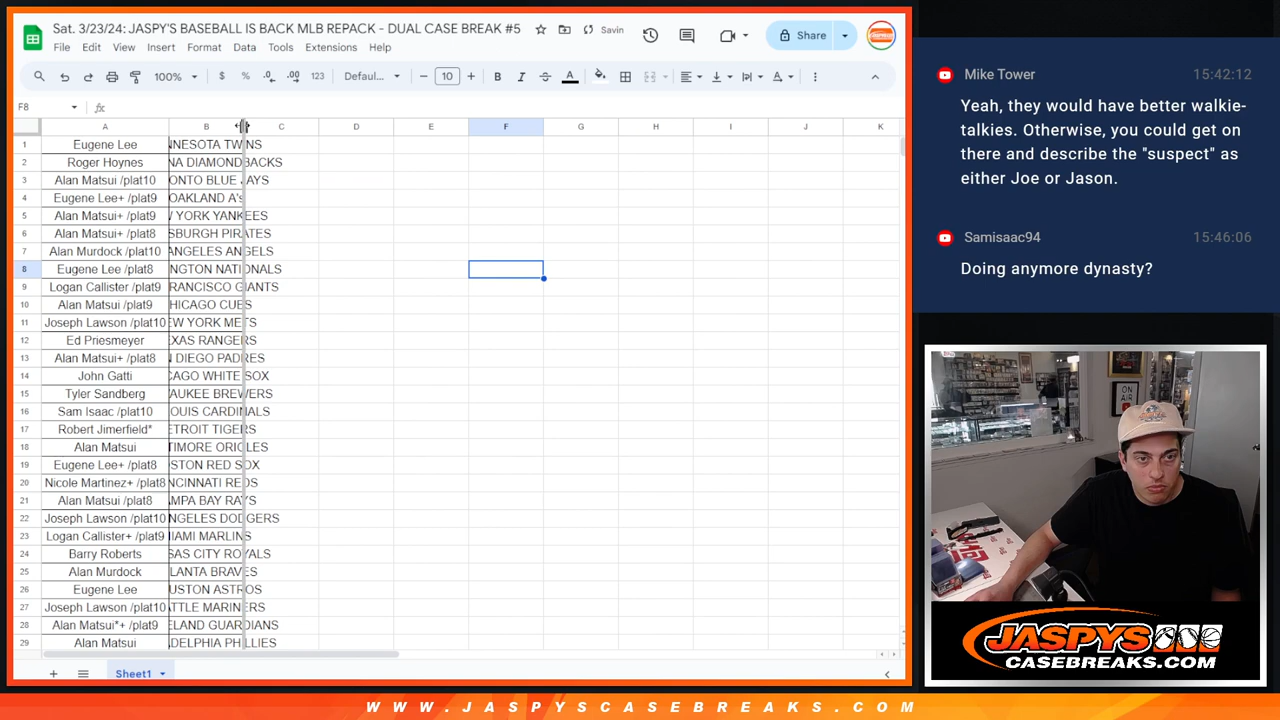 Sat. 3/23/24: JASPY'S BASEBALL IS BACK MLB REPACK - DUAL CASE BREAK #5
Savin
File Edit View Insert Format Data Tools Extensions Help
Share
100% $ % .0 .00 123 Defaul... 10 B I A
F8 fx
A B C D E F G H I J K
1 Eugene Lee NNESOTA TWINS
2 Roger Hoynes NA DIAMONDBACKS
3 Alan Matsui /plat10 ONTO BLUE JAYS
4 Eugene Lee+ /plat9 OAKLAND A's
5 Alan Matsui+ /plat9 YORK YANKEES
6 Alan Matsui+ /plat8 SBURGH PIRATES
7 Alan Murdock /plat10 ANGELES ANGELS
8 Eugene Lee /plat8 NGTON NATIONALS
9 Logan Callister /plat9 RANCISCO GIANTS
10 Alan Matsui /plat9 HICAGO CUBS
11 Joseph Lawson /plat10 EW YORK METS
12 Ed Priesmeyer EXAS RANGERS
13 Alan Matsui+ /plat8 DIEGO PADRES
14 John Gatti CAGO WHITE SOX
15 Tyler Sandberg AUKEE BREWERS
16 Sam Isaac /plat10 OUIS CARDINALS
17 Robert Jimerfield* ETROIT TIGERS
18 Alan Matsui TIMORE ORIOLES
19 Eugene Lee+ /plat8 STON RED SOX
20 Nicole Martinez+ /plat8 NCINNATI REDS
21 Alan Matsui /plat8 AMPA BAY RAYS
22 Joseph Lawson /plat10 NGELES DODGERS
23 Logan Callister+ /plat9 IAMI MARLINS
24 Barry Roberts SAS CITY ROYALS
25 Alan Murdock LANTA BRAVES
26 Eugene Lee USTON ASTROS
27 Joseph Lawson /plat10 ATTLE MARINERS
28 Alan Matsui*+ /plat9 ELAND GUARDIANS
29 Alan Matsui ADELPHIA PHILLIES
Sheet1
Mike Tower 15:42:12
Yeah, they would have better walkie-
talkies. Otherwise, you could get on
there and describe the "suspect" as
either Joe or Jason.
Samisaac94 15:46:06
Doing anymore dynasty?
ON
AIR
JASPYS
CASEBREAKS.COM
WWW.JASPYSCASEBREAKS.COM